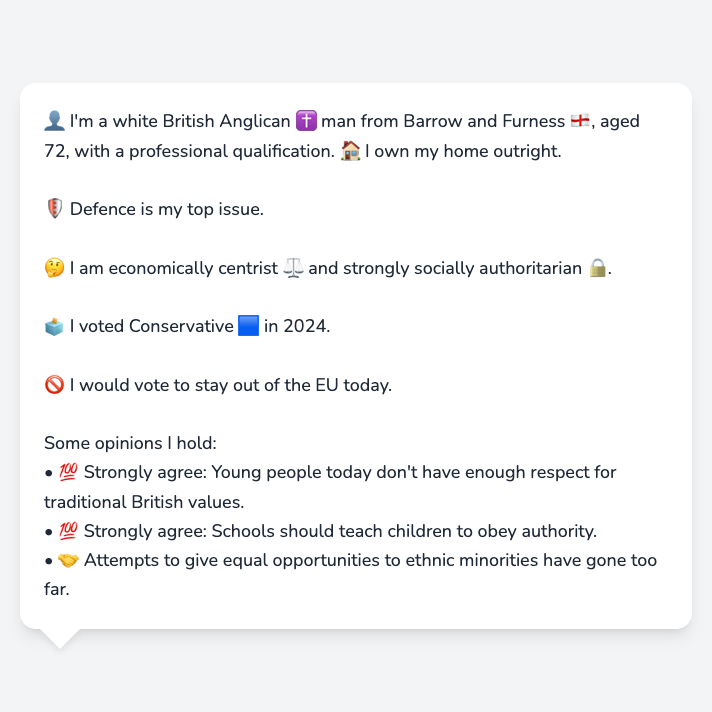 👤 I'm a white British Anglican ✝️ man from Barrow and Furness 🏴󠁧󠁢󠁥󠁮󠁧󠁿, aged
72, with a professional qualification. 🏠 I own my home outright.
🛡️ Defence is my top issue.
🤔 I am economically centrist ⚖️ and strongly socially authoritarian 🔒.
🗳️ I voted Conservative 🟦 in 2024.
🚫 I would vote to stay out of the EU today.
Some opinions I hold:
• 💯 Strongly agree: Young people today don't have enough respect for
traditional British values.
• 💯 Strongly agree: Schools should teach children to obey authority.
• 🤝 Attempts to give equal opportunities to ethnic minorities have gone too
far.